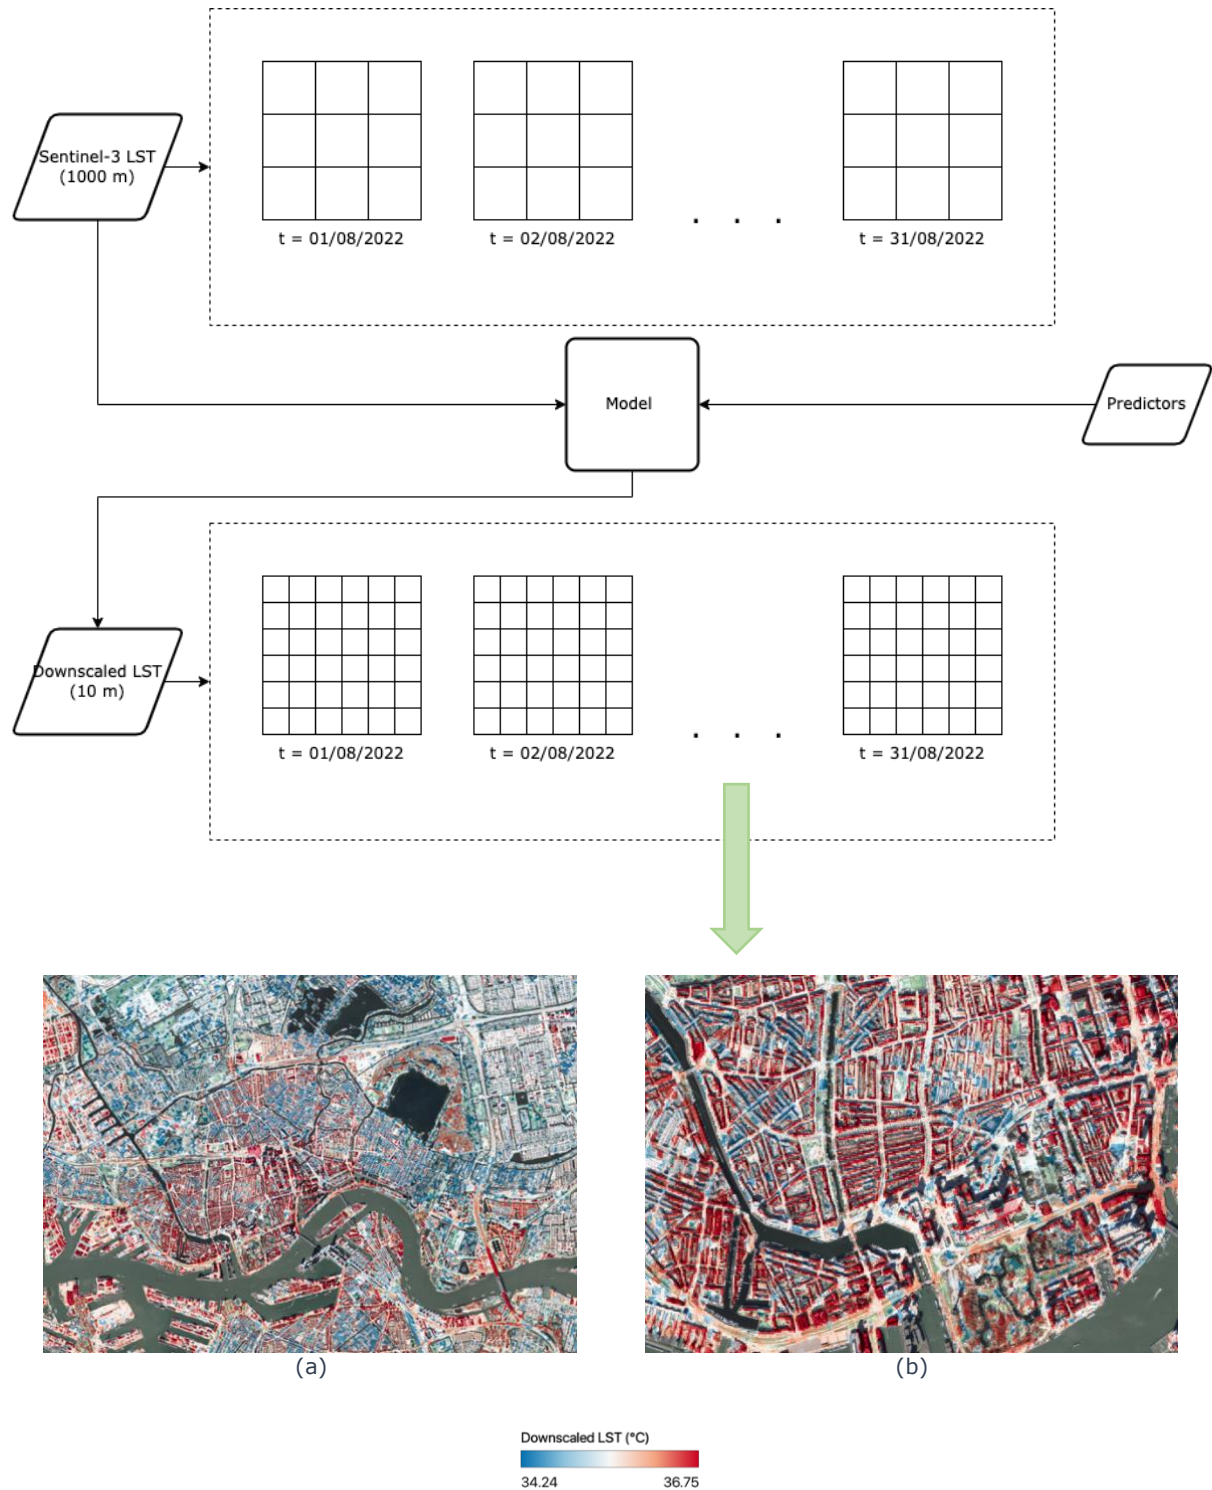 Sentinel-3 LST
(1000 m)
t = 01/08/2022
t = 02/08/2022
. . .
t = 31/08/2022
Model
Predictors
Downscaled LST
(10 m)
t = 01/08/2022
t = 02/08/2022
. . .
t = 31/08/2022
(a)
(b)
Downscaled LST (°C)
34.24
36.75